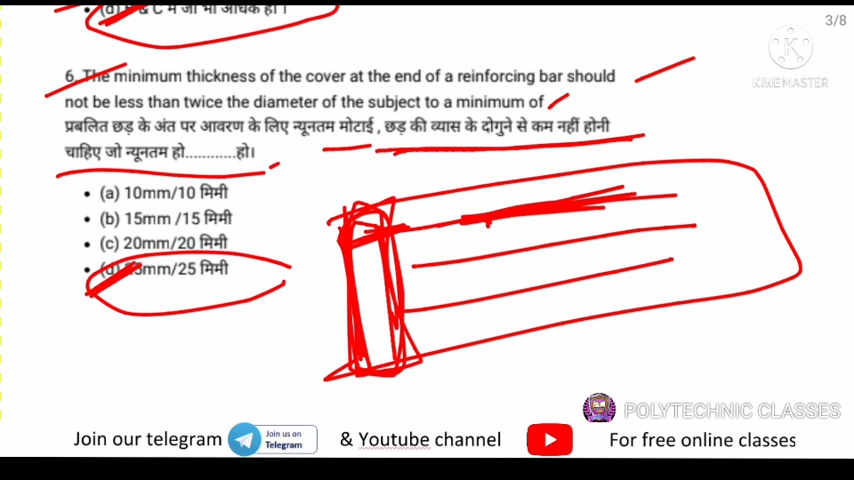 & C में जो भी अधिक हो।
3/8
KINEMASTER
6. The minimum thickness of the cover at the end of a reinforcing bar should
not be less than twice the diameter of the subject to a minimum of
प्रबलित छड़ के अंत पर आवरण के लिए न्यूनतम मोटाई , छड़ की व्यास के दोगुने से कम नहीं होनी
चाहिए जो न्यूनतम हो............हो।
(a) 10mm/10 मिमी
(b) 15mm /15 मिमी
(c) 20mm/20 मिमी
(d) 25mm/25 मिमी
POLYTECHNIC CLASSES
Join our telegram Join us on Telegram & Youtube channel For free online classes